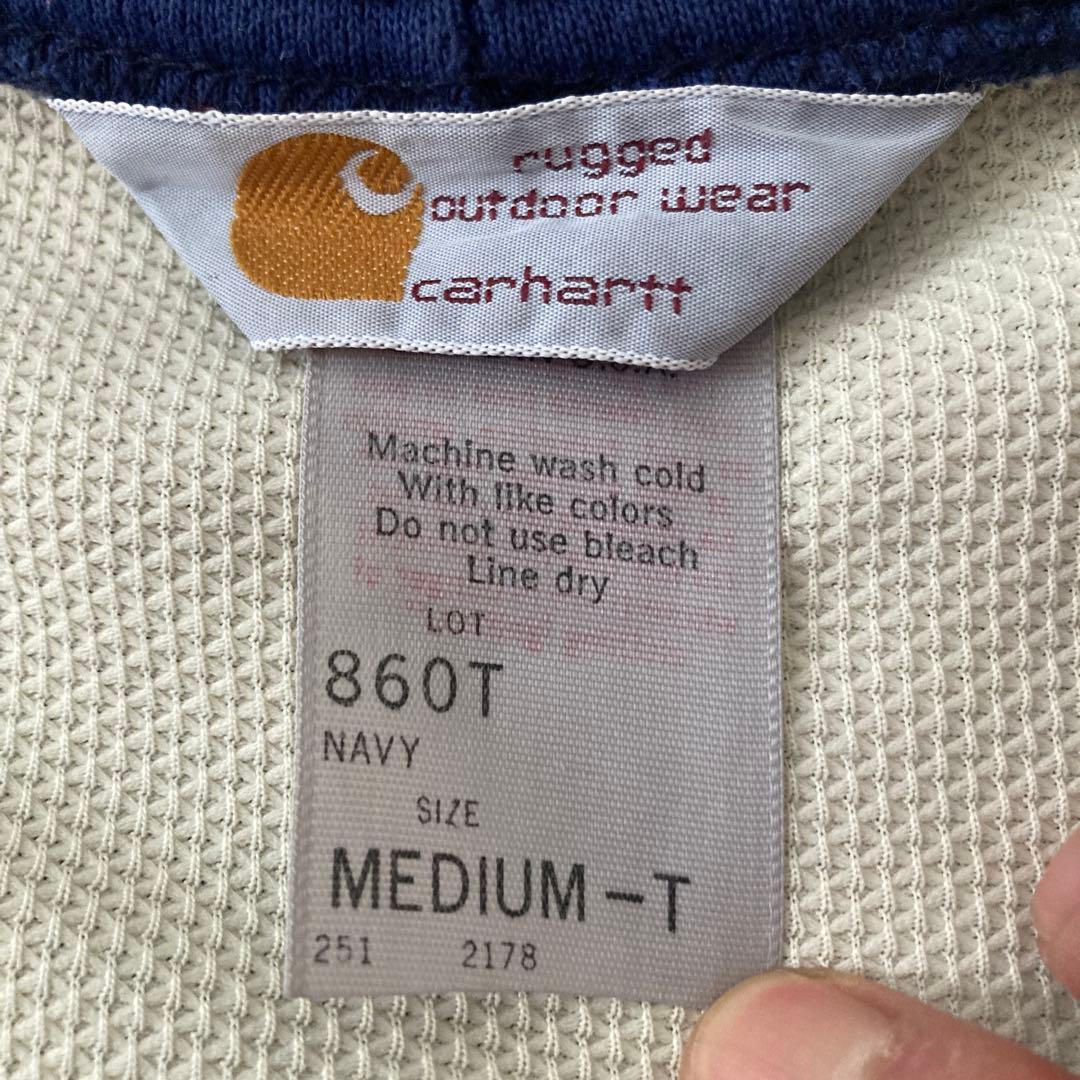 rugged
outdoor wear
carhartt
Machine wash cold
With like colors
Do not use bleach
Line dry
LOT
860T
NAVY
SIZE
MEDIUM-T
251 2178